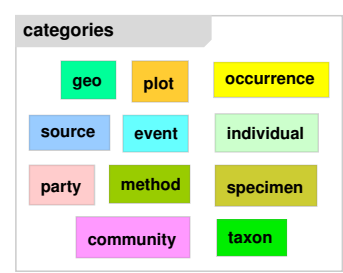 categories
geo plot occurrence
source event individual
party method specimen
community taxon